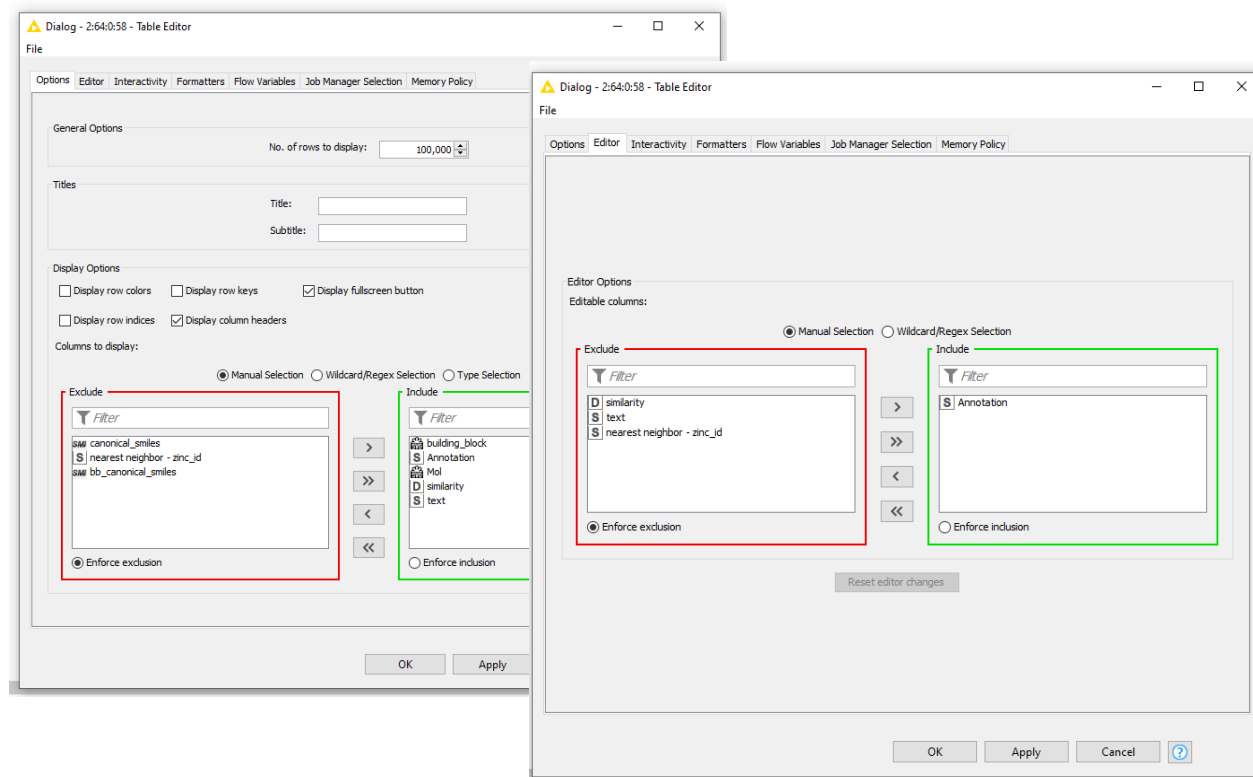 Dialog - 2:64:0:58 - Table Editor
File
Options Editor Interactivity Formatters Flow Variables Job Manager Selection Memory Policy
General Options
No. of rows to display: 100,000
Titles
Title:
Subtitle:
Display Options
Display row colors Display row keys Display fullscreen button
Display row indices Display column headers
Columns to display:
Manual Selection Wildcard/Regex Selection Type Selection
Exclude Include
Filter Filter
SMI canonical_smiles
S nearest neighbor - zinc_id
SMI bb_canonical_smiles
building_block
S Annotation
Mol
D similarity
S text
>
>>
<
<<
Enforce exclusion Enforce inclusion
OK Apply
Dialog - 2:64:0:58 - Table Editor
File
Options Editor Interactivity Formatters Flow Variables Job Manager Selection Memory Policy
Editor Options
Editable columns:
Manual Selection Wildcard/Regex Selection
Exclude Include
Filter Filter
D similarity
S text
S nearest neighbor - zinc_id
S Annotation
>
>>
<
<<
Enforce exclusion Enforce inclusion
Reset editor changes
OK Apply Cancel ?